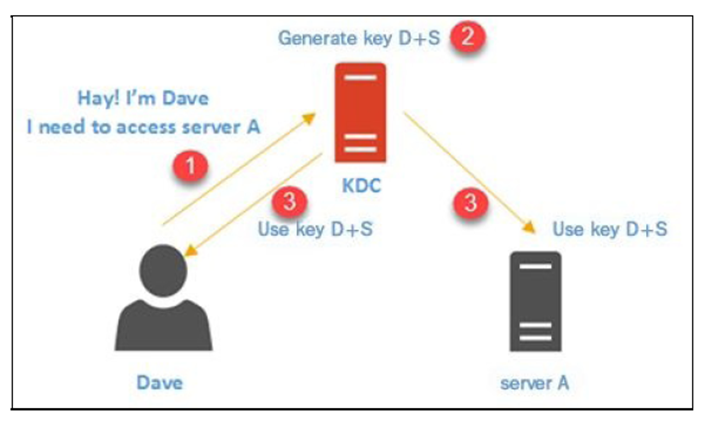 Generate key D+S 2
Hay! I'm Dave
I need to access server A
1
KDC
3
Use key D+S
3
Use key D+S
Dave
server A